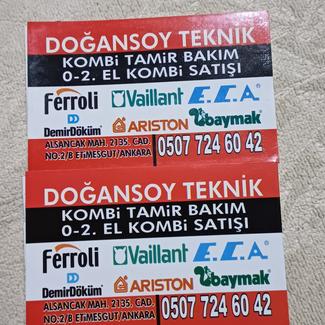 DOĞANSOY TEKNİK
KOMBİ TAMİR BAKIM
0-2. EL KOMBİ SATIŞI
Ferroli Vaillant E.C.A.
DemirDöküm ARISTON baymak
ALSANCAK MAH. 2135. CAD.
NO.2/B ETİMESGUT/ANKARA
0507 724 60 42
DOĞANSOY TEKNİK
KOMBİ TAMİR BAKIM
0-2. EL KOMBİ SATIŞI
Ferroli Vaillant E.C.A.
DemirDöküm ARISTON baymak
ALSANCAK MAH. 2135. CAD.
NO.2/B ETİMESGUT/ANKARA
0507 724 60 42